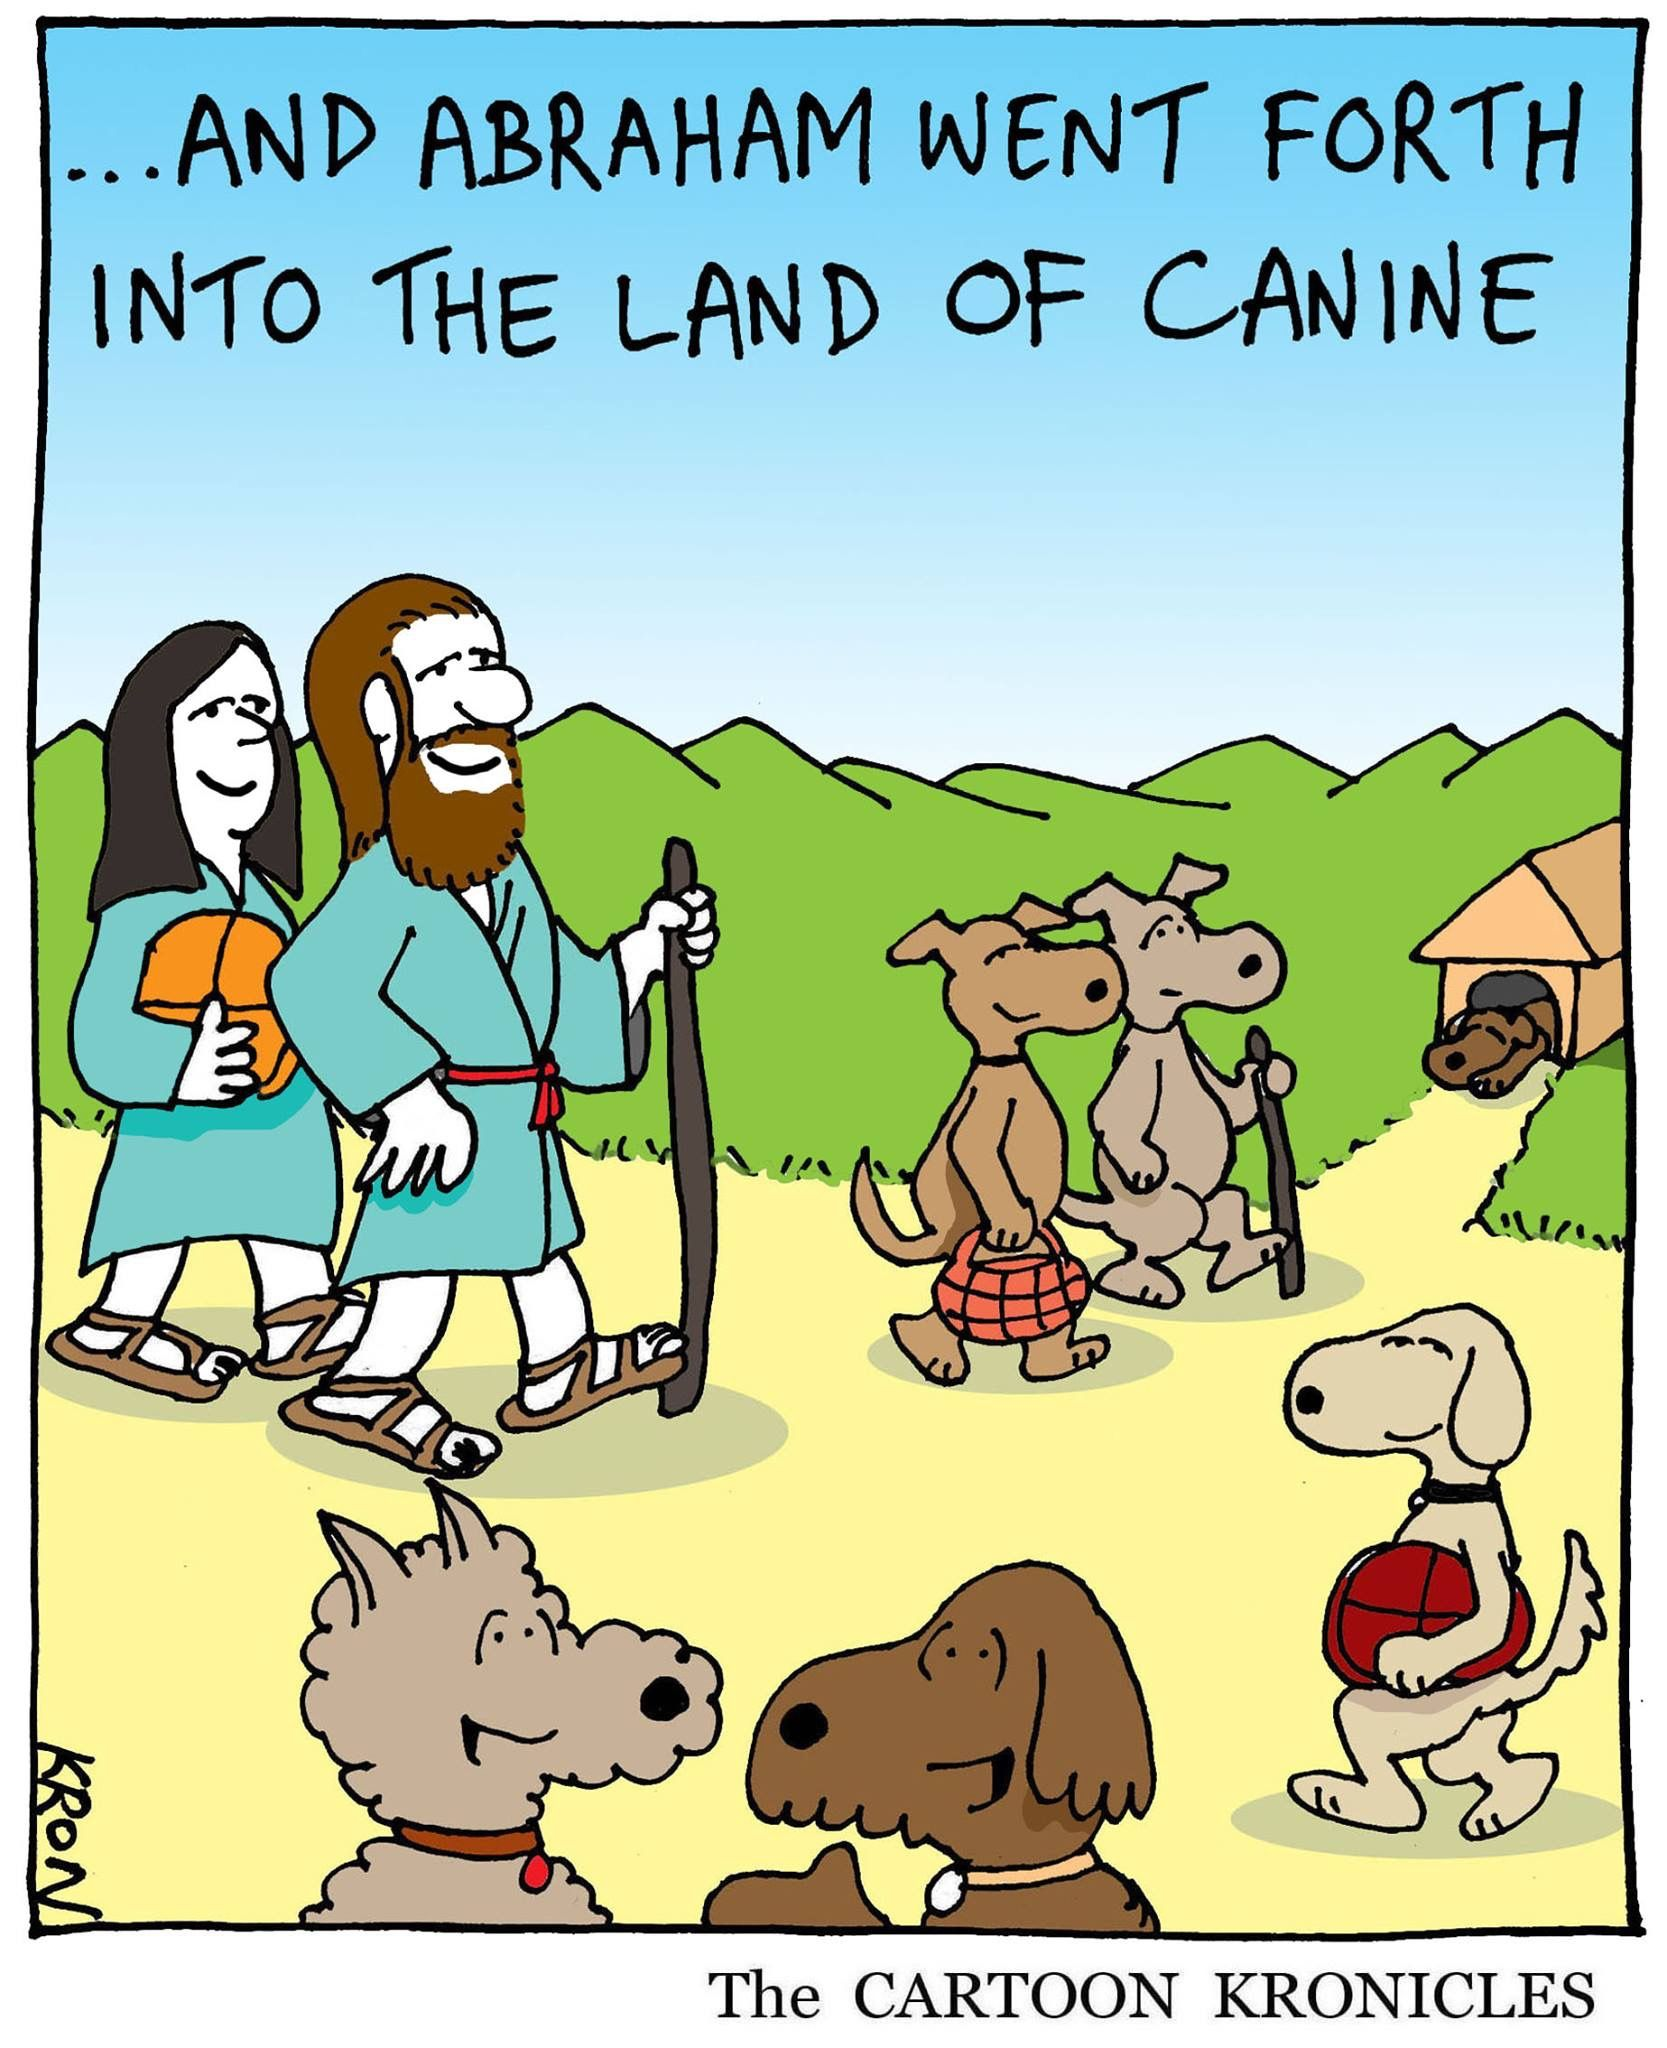 ...AND ABRAHAM WENT FORTH
INTO THE LAND OF CANINE
KRON
The CARTOON KRONICLES